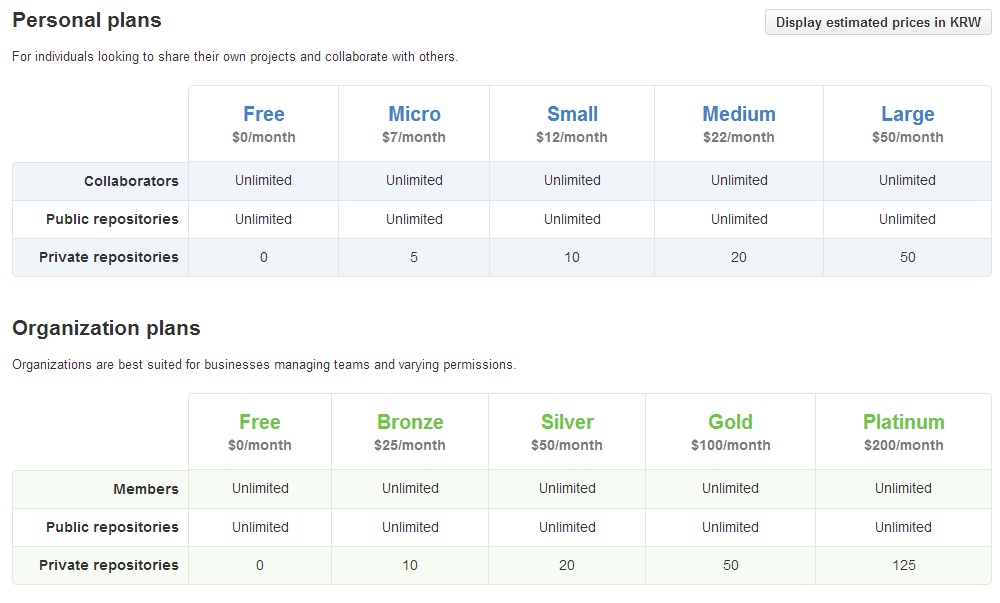 Personal plans
Display estimated prices in KRW
For individuals looking to share their own projects and collaborate with others.
Free Micro Small Medium Large
$0/month $7/month $12/month $22/month $50/month
Collaborators Unlimited Unlimited Unlimited Unlimited Unlimited
Public repositories Unlimited Unlimited Unlimited Unlimited Unlimited
Private repositories 0 5 10 20 50
Organization plans
Organizations are best suited for businesses managing teams and varying permissions.
Free Bronze Silver Gold Platinum
$0/month $25/month $50/month $100/month $200/month
Members Unlimited Unlimited Unlimited Unlimited Unlimited
Public repositories Unlimited Unlimited Unlimited Unlimited Unlimited
Private repositories 0 10 20 50 125